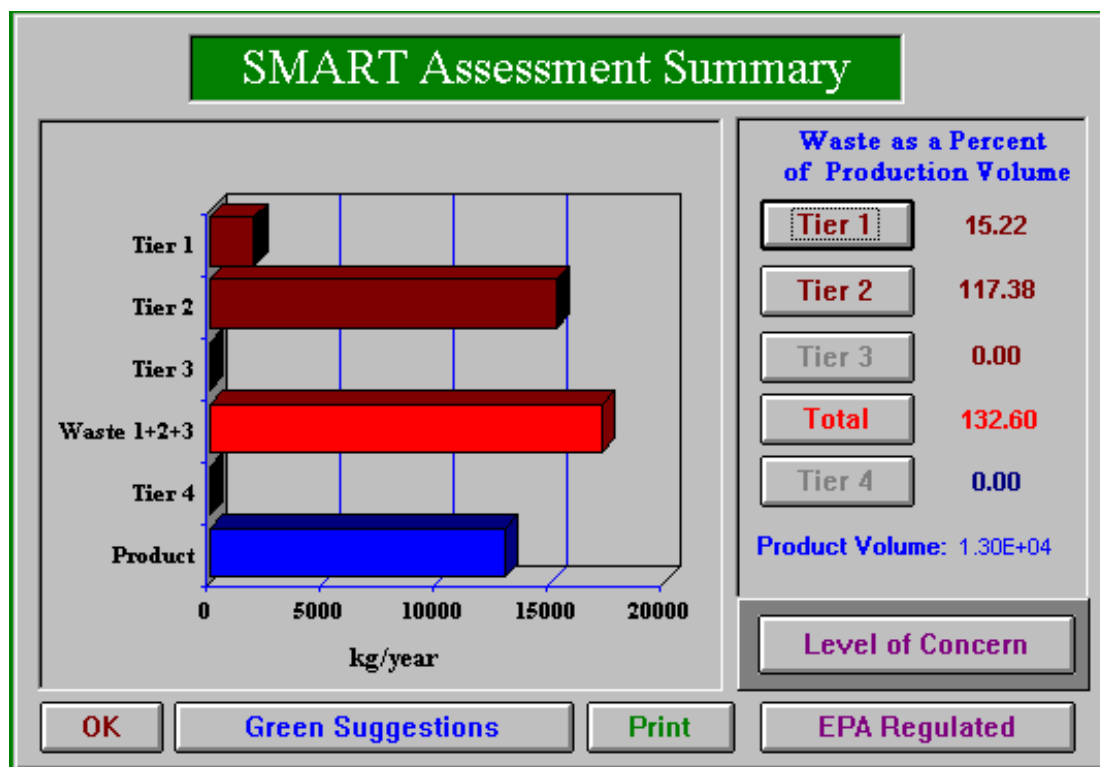 SMART Assessment Summary
Tier 1
Tier 2
Tier 3
Waste 1+2+3
Tier 4
Product
0 5000 10000 15000 20000
kg/year
Waste as a Percent
of Production Volume
Tier 1 15.22
Tier 2 117.38
Tier 3 0.00
Total 132.60
Tier 4 0.00
Product Volume: 1.30E+04
Level of Concern
OK Green Suggestions Print EPA Regulated